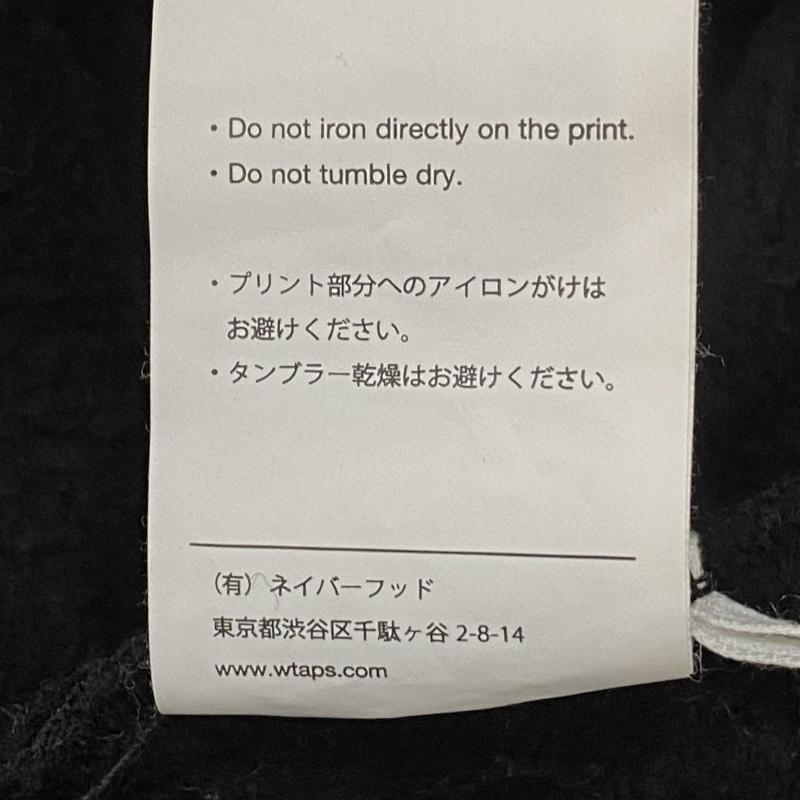 ・Do not iron directly on the print.
・Do not tumble dry.
・プリント部分へのアイロンがけは
お避けください。
・タンブラー乾燥はお避けください。
(有)ネイバーフッド
東京都渋谷区千駄ヶ谷 2-8-14
www.wtaps.com